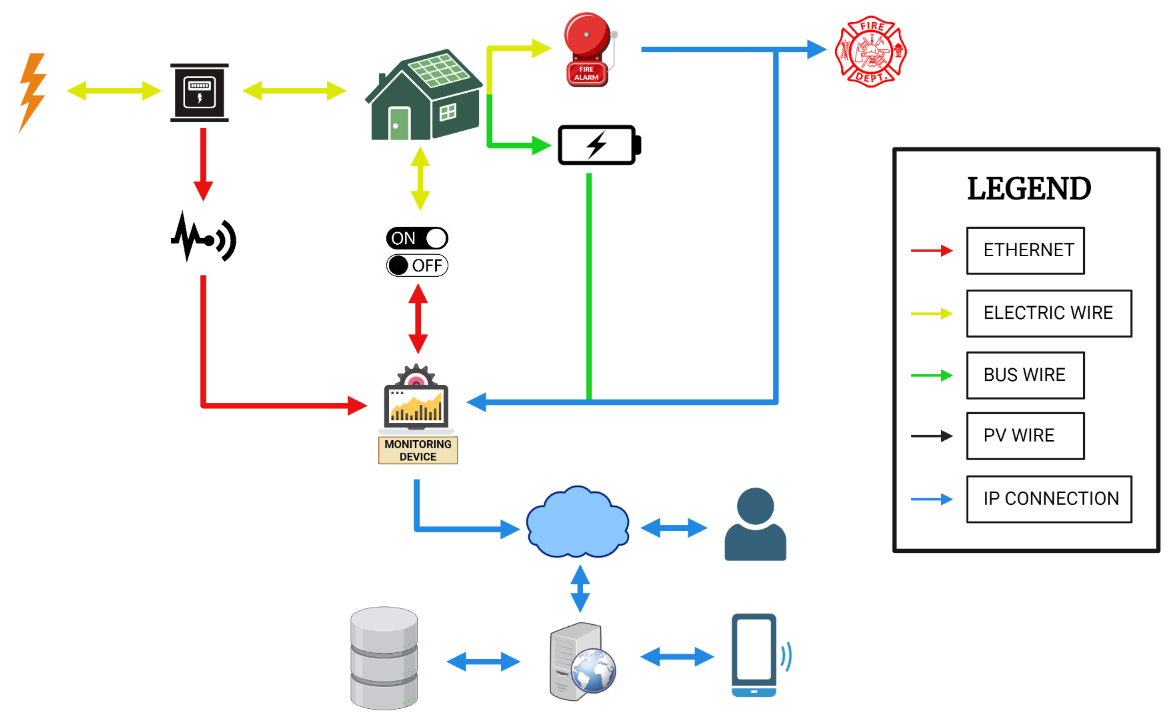 FIRE
ALARM
FIRE
DEPT.
ON
OFF
MONITORING
DEVICE
LEGEND
ETHERNET
ELECTRIC WIRE
BUS WIRE
PV WIRE
IP CONNECTION